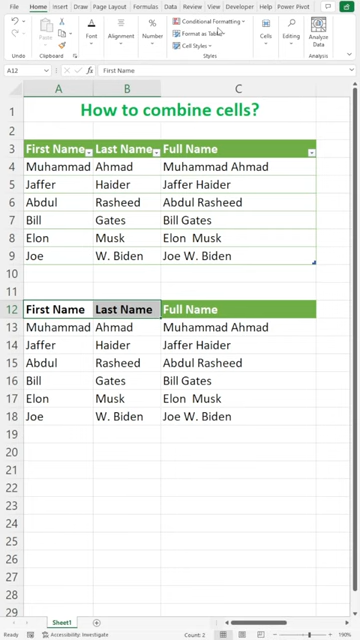 File Home Insert Draw Page Layout Formulas Data Review View Developer Help Power Pivot
Undo Clipboard Font Alignment Number Conditional Formatting Format as Table Cell Styles Styles Cells Editing Analyze Data Analysis
A12 fx First Name
A B C
1 How to combine cells?
2
3 First Name Last Name Full Name
4 Muhammad Ahmad Muhammad Ahmad
5 Jaffer Haider Jaffer Haider
6 Abdul Rasheed Abdul Rasheed
7 Bill Gates Bill Gates
8 Elon Musk Elon  Musk
9 Joe W. Biden Joe W. Biden
10
11
12 First Name Last Name Full Name
13 Muhammad Ahmad Muhammad Ahmad
14 Jaffer Haider Jaffer Haider
15 Abdul Rasheed Abdul Rasheed
16 Bill Gates Bill Gates
17 Elon Musk Elon  Musk
18 Joe W. Biden Joe W. Biden
19
20
21
22
23
24
25
26
27
28
29
Sheet1
Ready Accessibility: Investigate Count: 2 190%